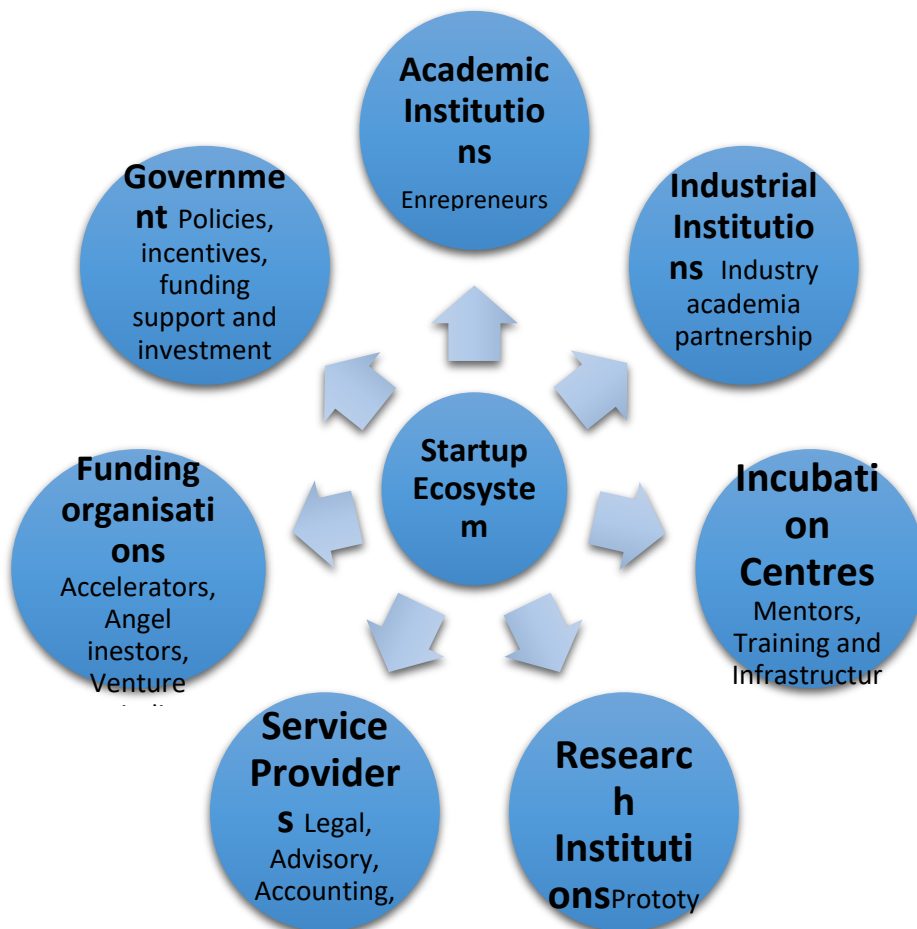 Academic
Institutio
ns
Enrepreneurs
Industrial
Institutio
ns Industry
academia
partnership
Incubati
on
Centres
Mentors,
Training and
Infrastructur
Researc
h
Instituti
onsPrototy
Service
Provider
s Legal,
Advisory,
Accounting,
Funding
organisati
ons
Accelerators,
Angel
inestors,
Venture
Governme
nt Policies,
incentives,
funding
support and
investment
Startup
Ecosyste
m